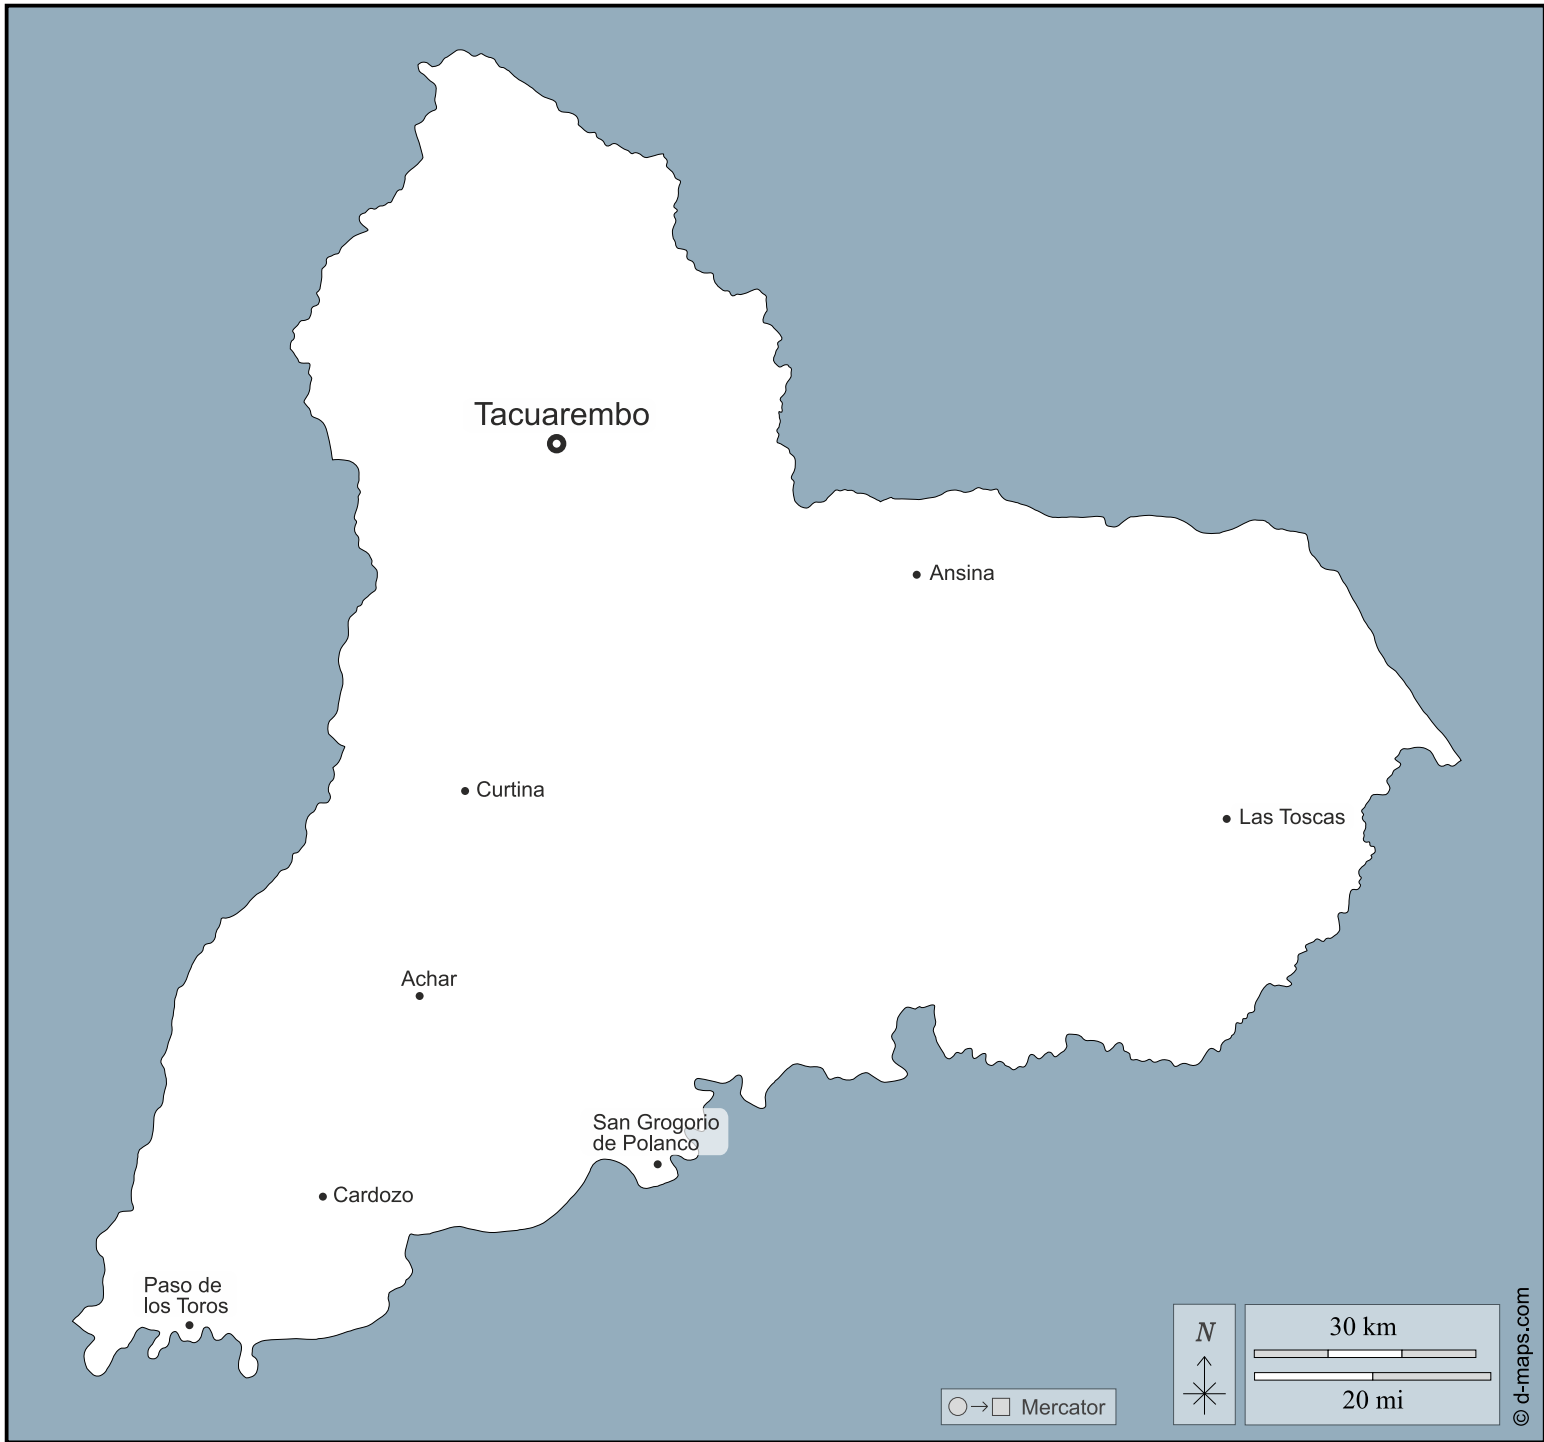 Tacuarembo
Ansina
Curtina
Las Toscas
Achar
San Grogorio
de Polanco
Cardozo
Paso de
los Toros
N
30 km
20 mi
Mercator
© d-maps.com